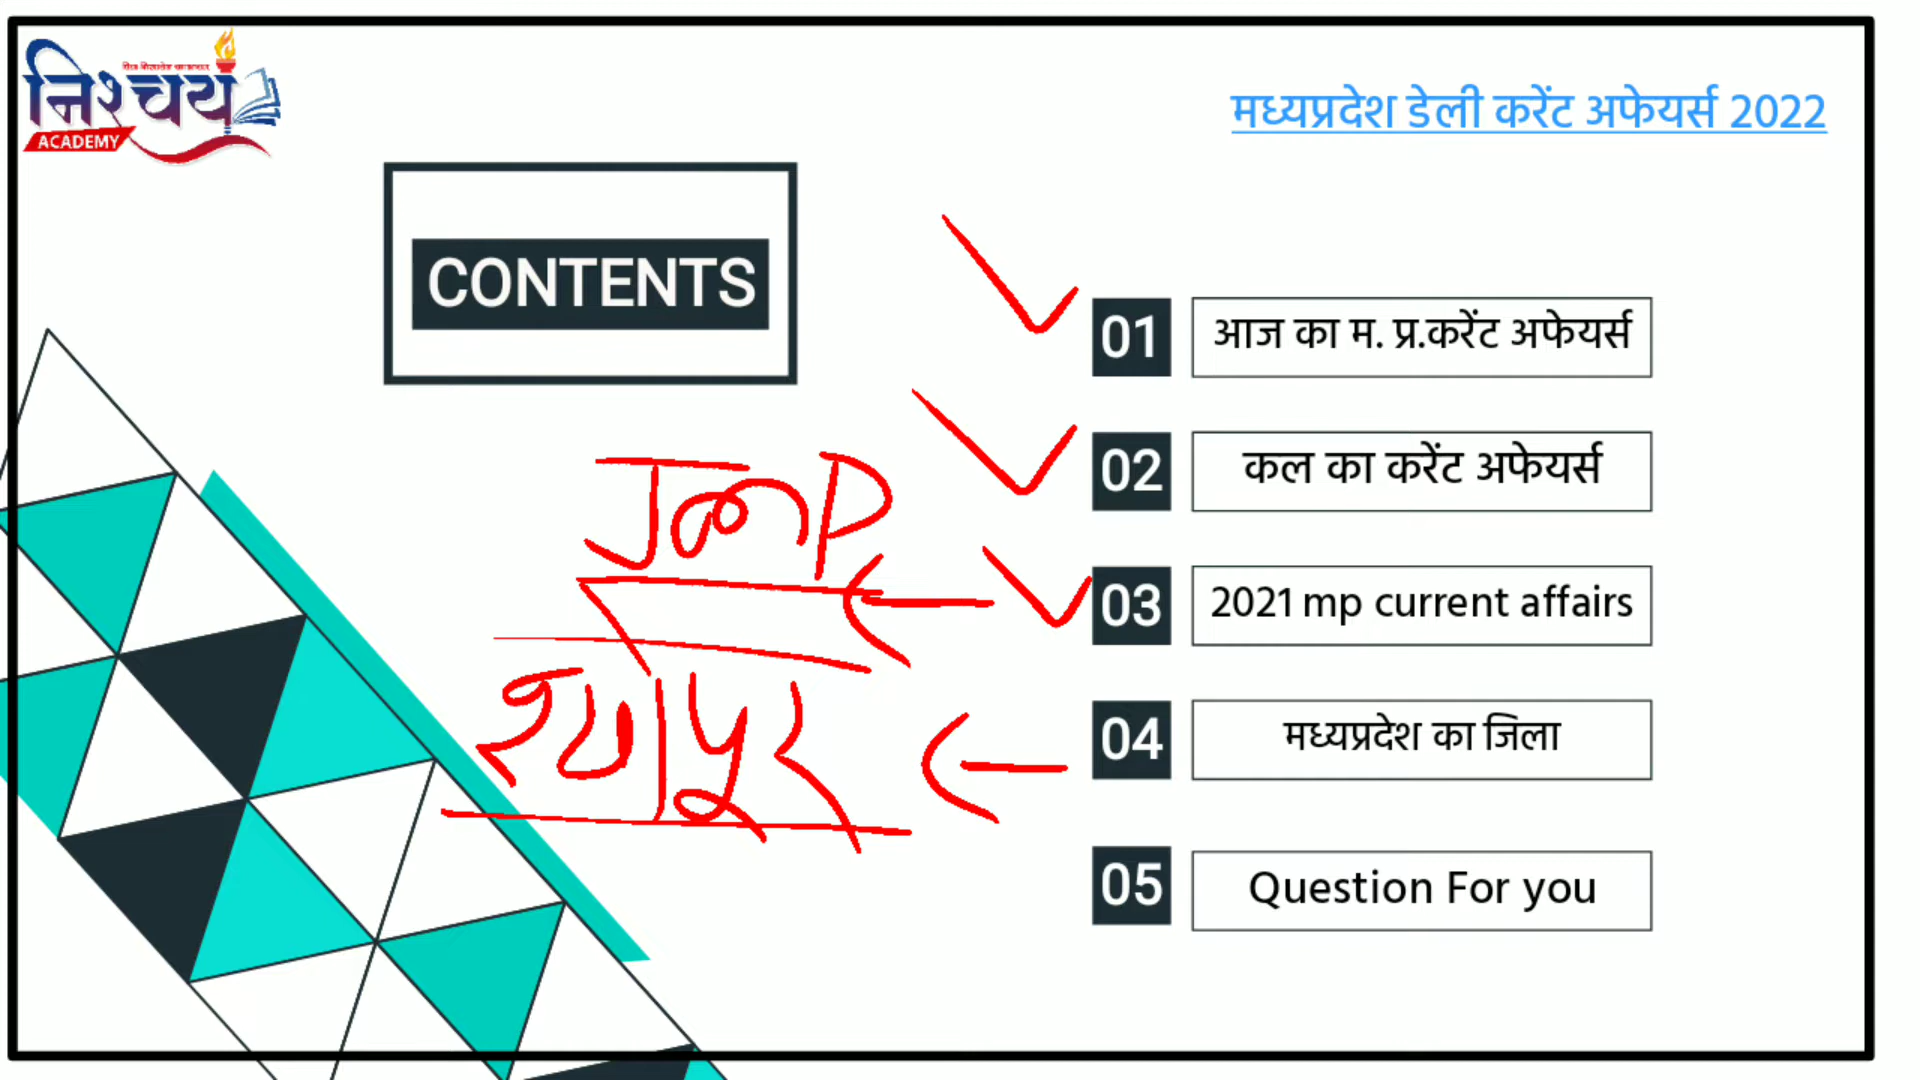 निश्चय
ACADEMY
मध्यप्रदेश डेली करेंट अफेयर्स 2022
CONTENTS
01 आज का म. प्र.करेंट अफेयर्स
02 कल का करेंट अफेयर्स
03 2021 mp current affairs
04 मध्यप्रदेश का जिला
05 Question For you